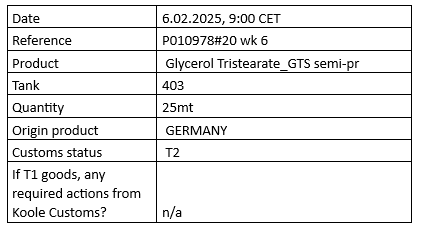 Date 6.02.2025, 9:00 CET
Reference P010978#20 wk 6
Product Glycerol Tristearate_GTS semi-pr
Tank 403
Quantity 25mt
Origin product GERMANY
Customs status T2
If T1 goods, any
required actions from
Koole Customs? n/a